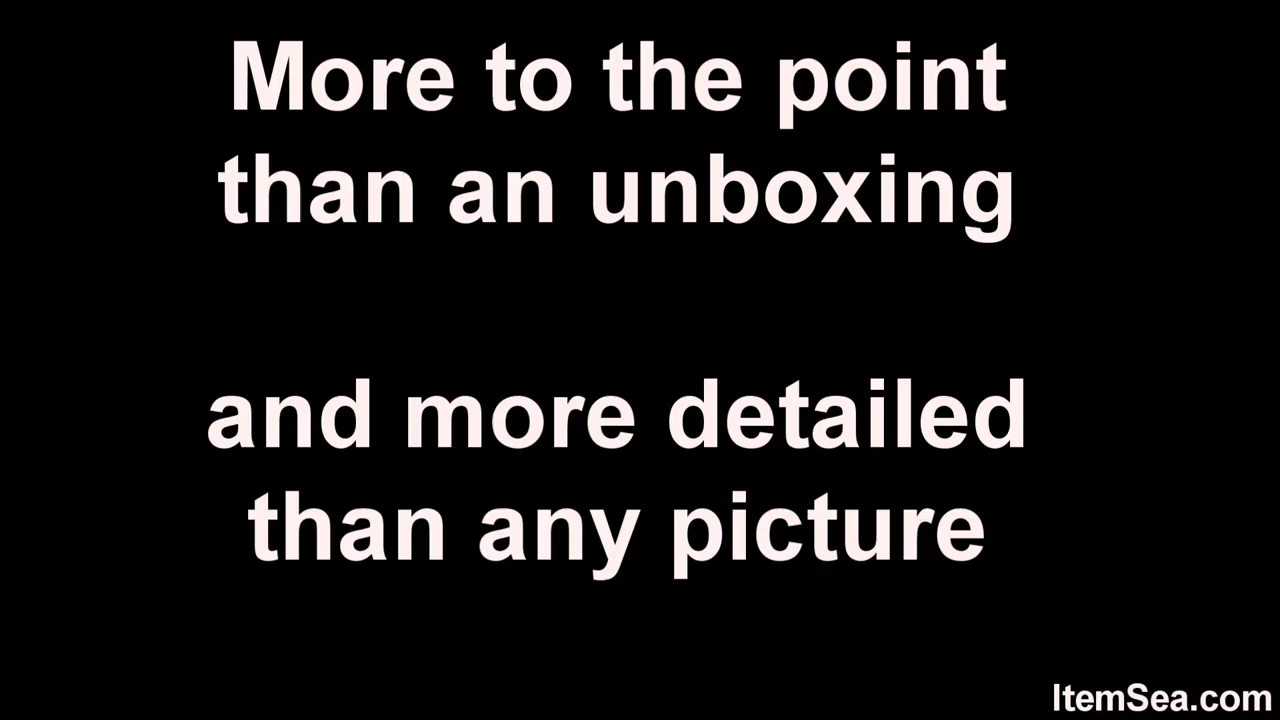 More to the point
than an unboxing
and more detailed
than any picture
ItemSea.com